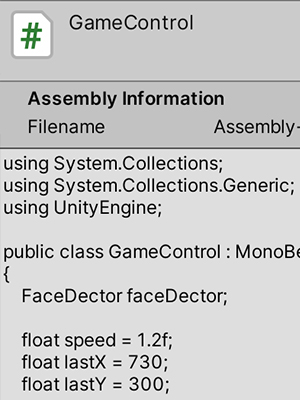 #
GameControl
Assembly Information
Filename Assembly-
using System.Collections;
using System.Collections.Generic;
using UnityEngine;
public class GameControl : MonoBe
{
FaceDector faceDector;
float speed = 1.2f;
float lastX = 730;
float lastY = 300;